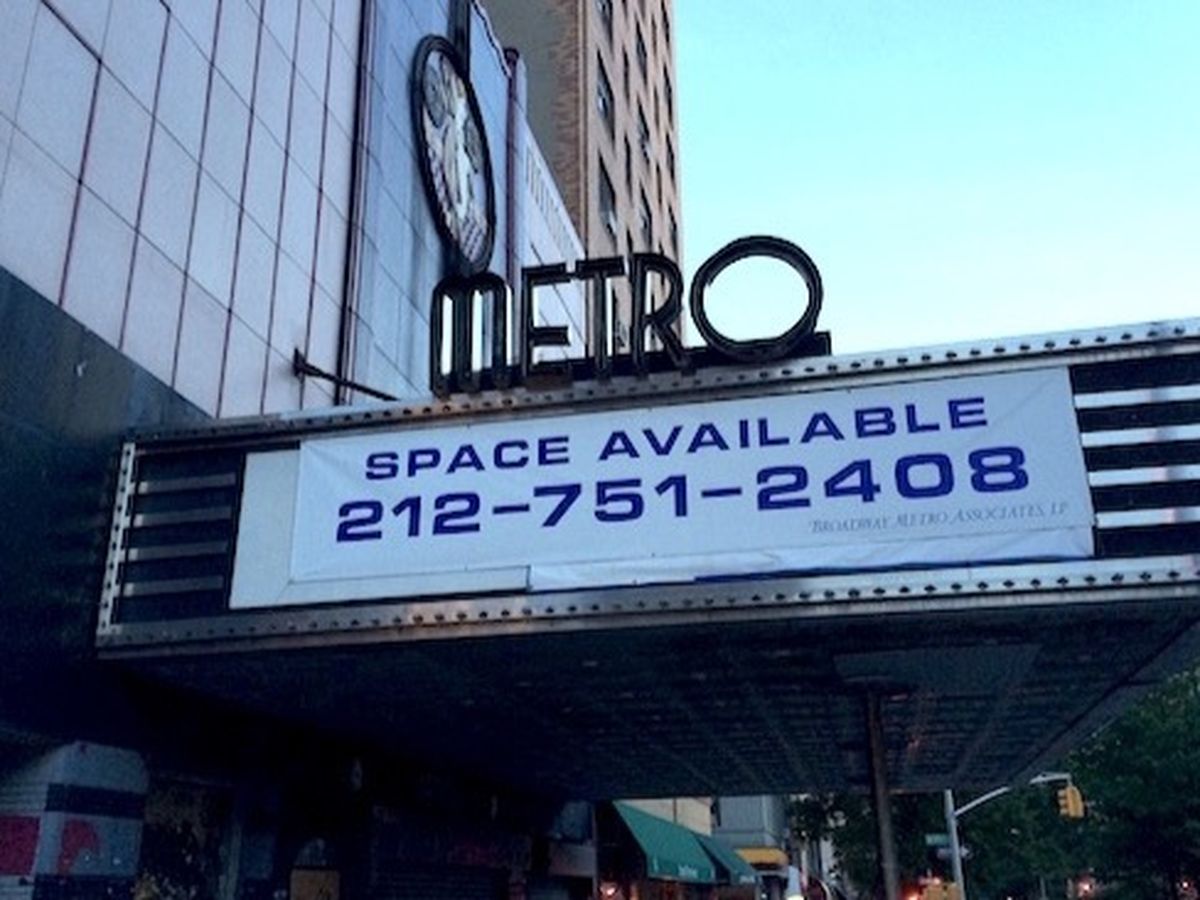 METRO
SPACE AVAILABLE
212-751-2408
BROADWAY METRO ASSOCIATES, LP